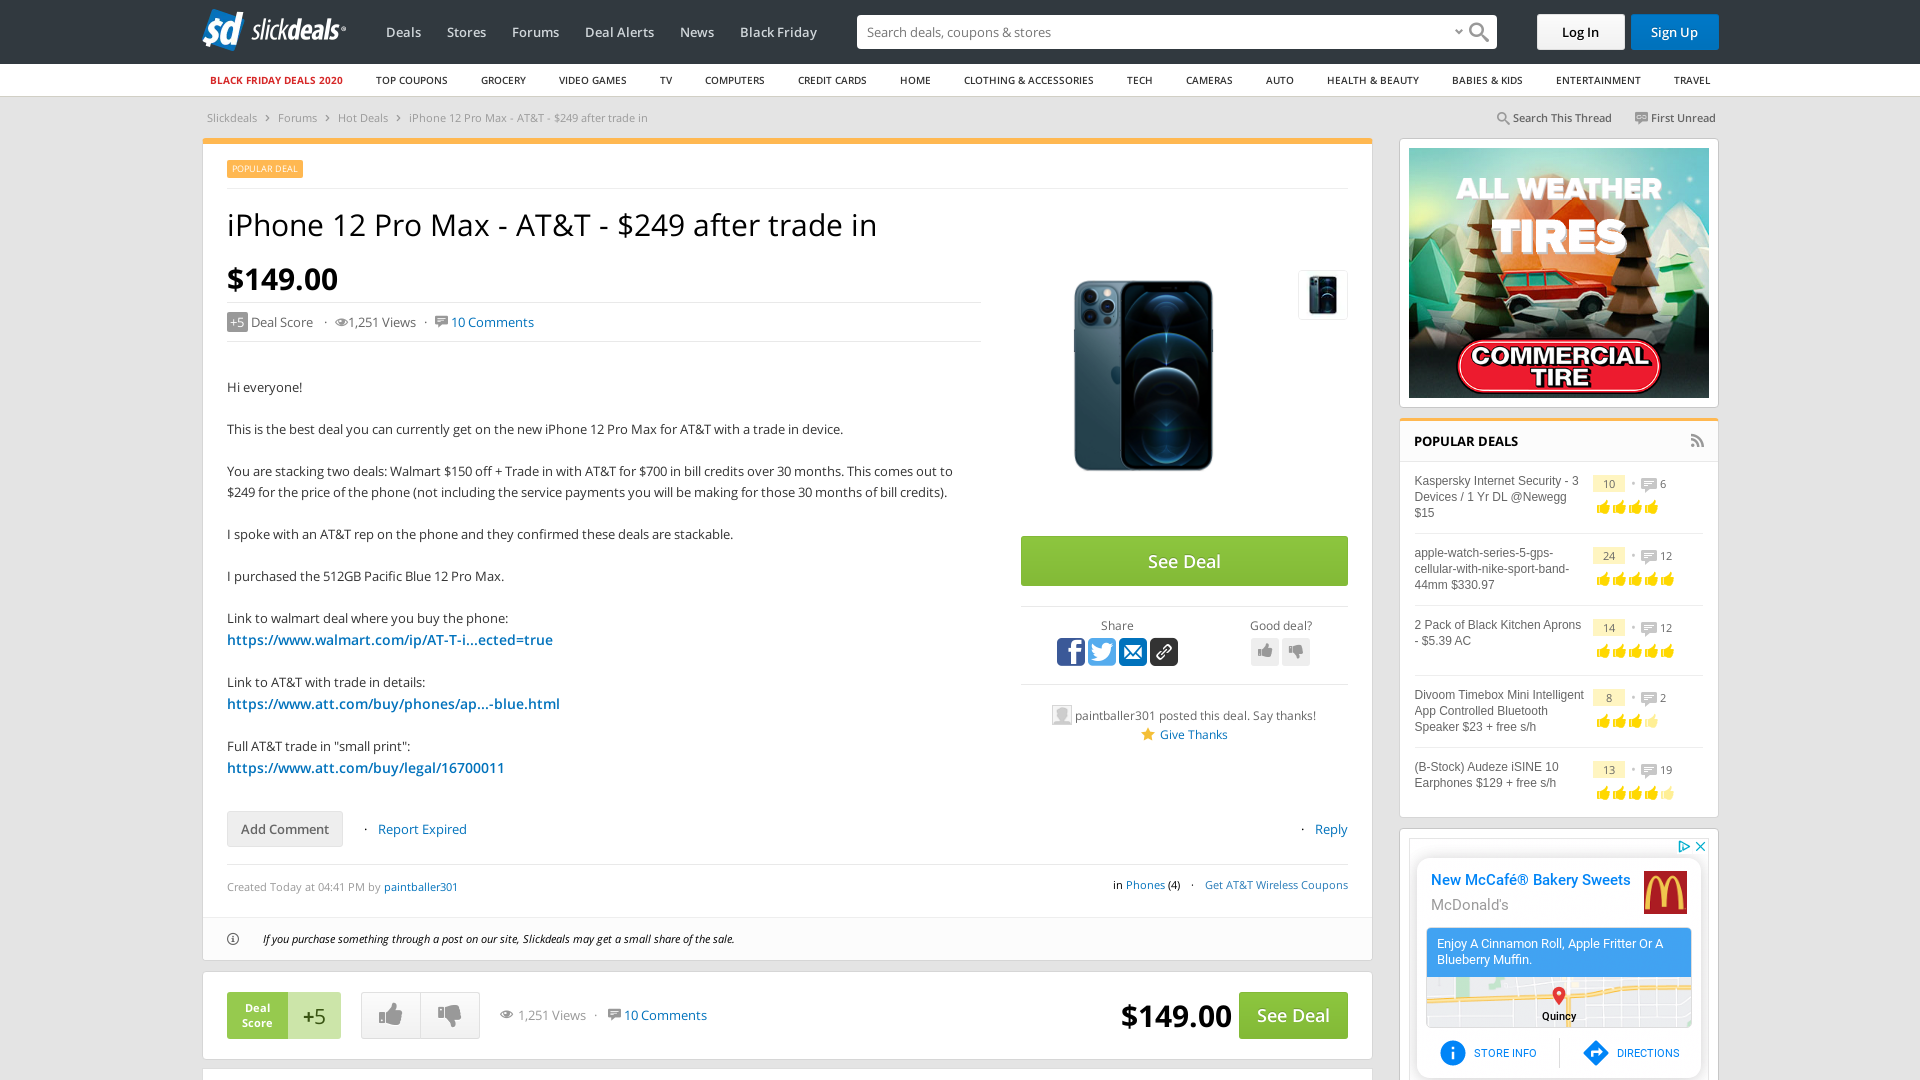 sd slickdeals
Deals
Stores
Forums
Deal Alerts
News
Black Friday
Search deals, coupons & stores
Log In
Sign Up
BLACK FRIDAY DEALS 2020
TOP COUPONS
GROCERY
VIDEO GAMES
TV
COMPUTERS
CREDIT CARDS
HOME
CLOTHING & ACCESSORIES
TECH
CAMERAS
AUTO
HEALTH & BEAUTY
BABIES & KIDS
ENTERTAINMENT
TRAVEL
Slickdeals › Forums › Hot Deals › iPhone 12 Pro Max - AT&T - $249 after trade in
Search This Thread
First Unread
POPULAR DEAL
iPhone 12 Pro Max - AT&T - $249 after trade in
$149.00
+5 Deal Score · 1,251 Views · 10 Comments
Hi everyone!
This is the best deal you can currently get on the new iPhone 12 Pro Max for AT&T with a trade in device.
You are stacking two deals: Walmart $150 off + Trade in with AT&T for $700 in bill credits over 30 months. This comes out to
$249 for the price of the phone (not including the service payments you will be making for those 30 months of bill credits).
I spoke with an AT&T rep on the phone and they confirmed these deals are stackable.
I purchased the 512GB Pacific Blue 12 Pro Max.
Link to walmart deal where you buy the phone:
https://www.walmart.com/ip/AT-T-i...ected=true
Link to AT&T with trade in details:
https://www.att.com/buy/phones/ap...-blue.html
Full AT&T trade in "small print":
https://www.att.com/buy/legal/16700011
See Deal
Share
Good deal?
paintballer301 posted this deal. Say thanks!
Give Thanks
Add Comment · Report Expired
· Reply
Created Today at 04:41 PM by paintballer301
in Phones (4) · Get AT&T Wireless Coupons
If you purchase something through a post on our site, Slickdeals may get a small share of the sale.
Deal
Score
+5
1,251 Views · 10 Comments
$149.00
See Deal
ALL WEATHER
TIRES
COMMERCIAL
TIRE
POPULAR DEALS
Kaspersky Internet Security - 3
Devices / 1 Yr DL @Newegg
$15
10 • 6
apple-watch-series-5-gps-
cellular-with-nike-sport-band-
44mm $330.97
24 • 12
2 Pack of Black Kitchen Aprons
- $5.39 AC
14 • 12
Divoom Timebox Mini Intelligent
App Controlled Bluetooth
Speaker $23 + free s/h
8 • 2
(B-Stock) Audeze iSINE 10
Earphones $129 + free s/h
13 • 19
New McCafé® Bakery Sweets
McDonald's
Enjoy A Cinnamon Roll, Apple Fritter Or A
Blueberry Muffin.
Quincy
STORE INFO
DIRECTIONS